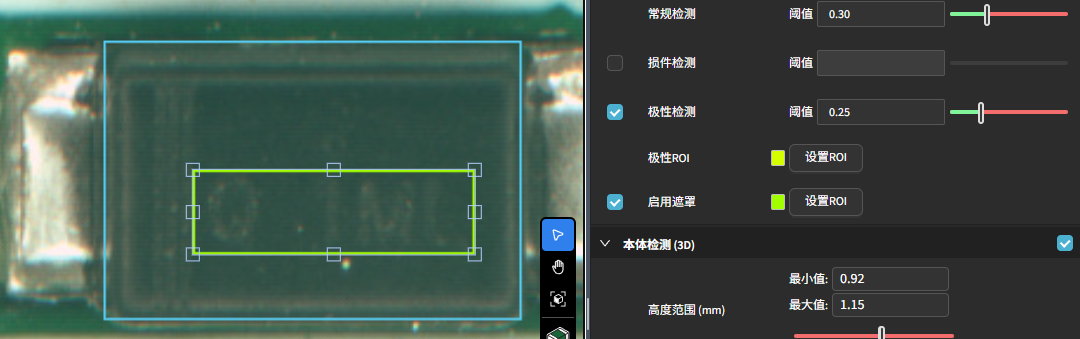 常规检测 阈值 0.30
损件检测 阈值
极性检测 阈值 0.25
极性ROI 设置ROI
启用遮罩 设置ROI
本体检测 (3D)
最小值: 0.92
高度范围 (mm)
最大值: 1.15